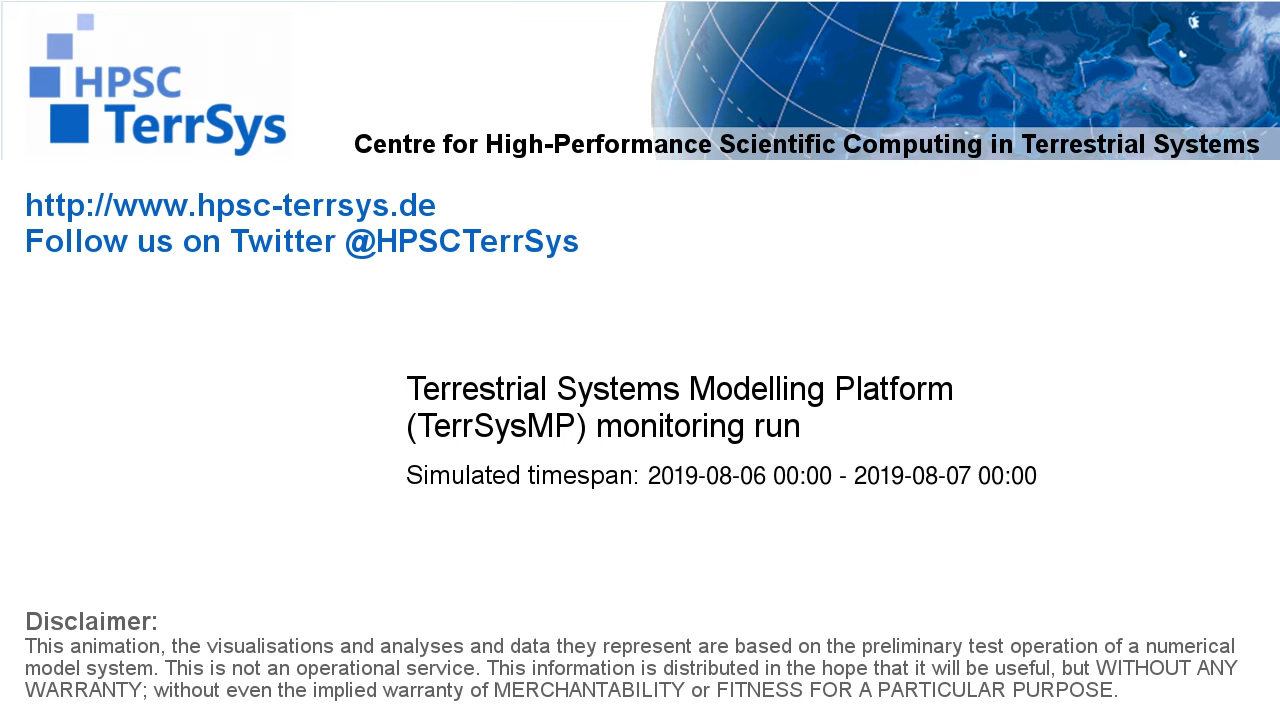 HPSC
TerrSys
Centre for High-Performance Scientific Computing in Terrestrial Systems
http://www.hpsc-terrsys.de
Follow us on Twitter @HPSCTerrSys
Terrestrial Systems Modelling Platform
(TerrSysMP) monitoring run
Simulated timespan: 2019-08-06 00:00 - 2019-08-07 00:00
Disclaimer:
This animation, the visualisations and analyses and data they represent are based on the preliminary test operation of a numerical
model system. This is not an operational service. This information is distributed in the hope that it will be useful, but WITHOUT ANY
WARRANTY; without even the implied warranty of MERCHANTABILITY or FITNESS FOR A PARTICULAR PURPOSE.